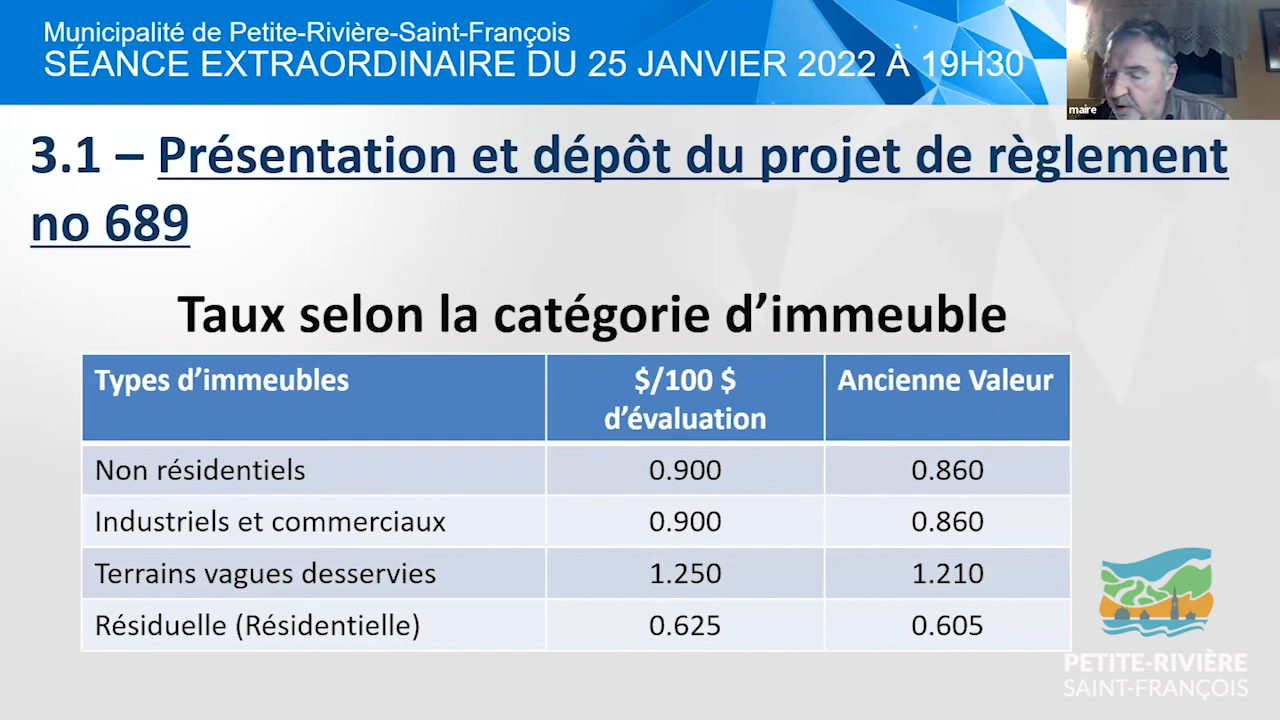 Municipalité de Petite-Rivière-Saint-François
SÉANCE EXTRAORDINAIRE DU 25 JANVIER 2022 À 19H30
maire
3.1 – Présentation et dépôt du projet de règlement
no 689
Taux selon la catégorie d’immeuble
Types d’immeubles $/100 $ d’évaluation Ancienne Valeur
Non résidentiels 0.900 0.860
Industriels et commerciaux 0.900 0.860
Terrains vagues desservies 1.250 1.210
Résiduelle (Résidentielle) 0.625 0.605
PETITE-RIVIÈRE
SAINT-FRANÇOIS